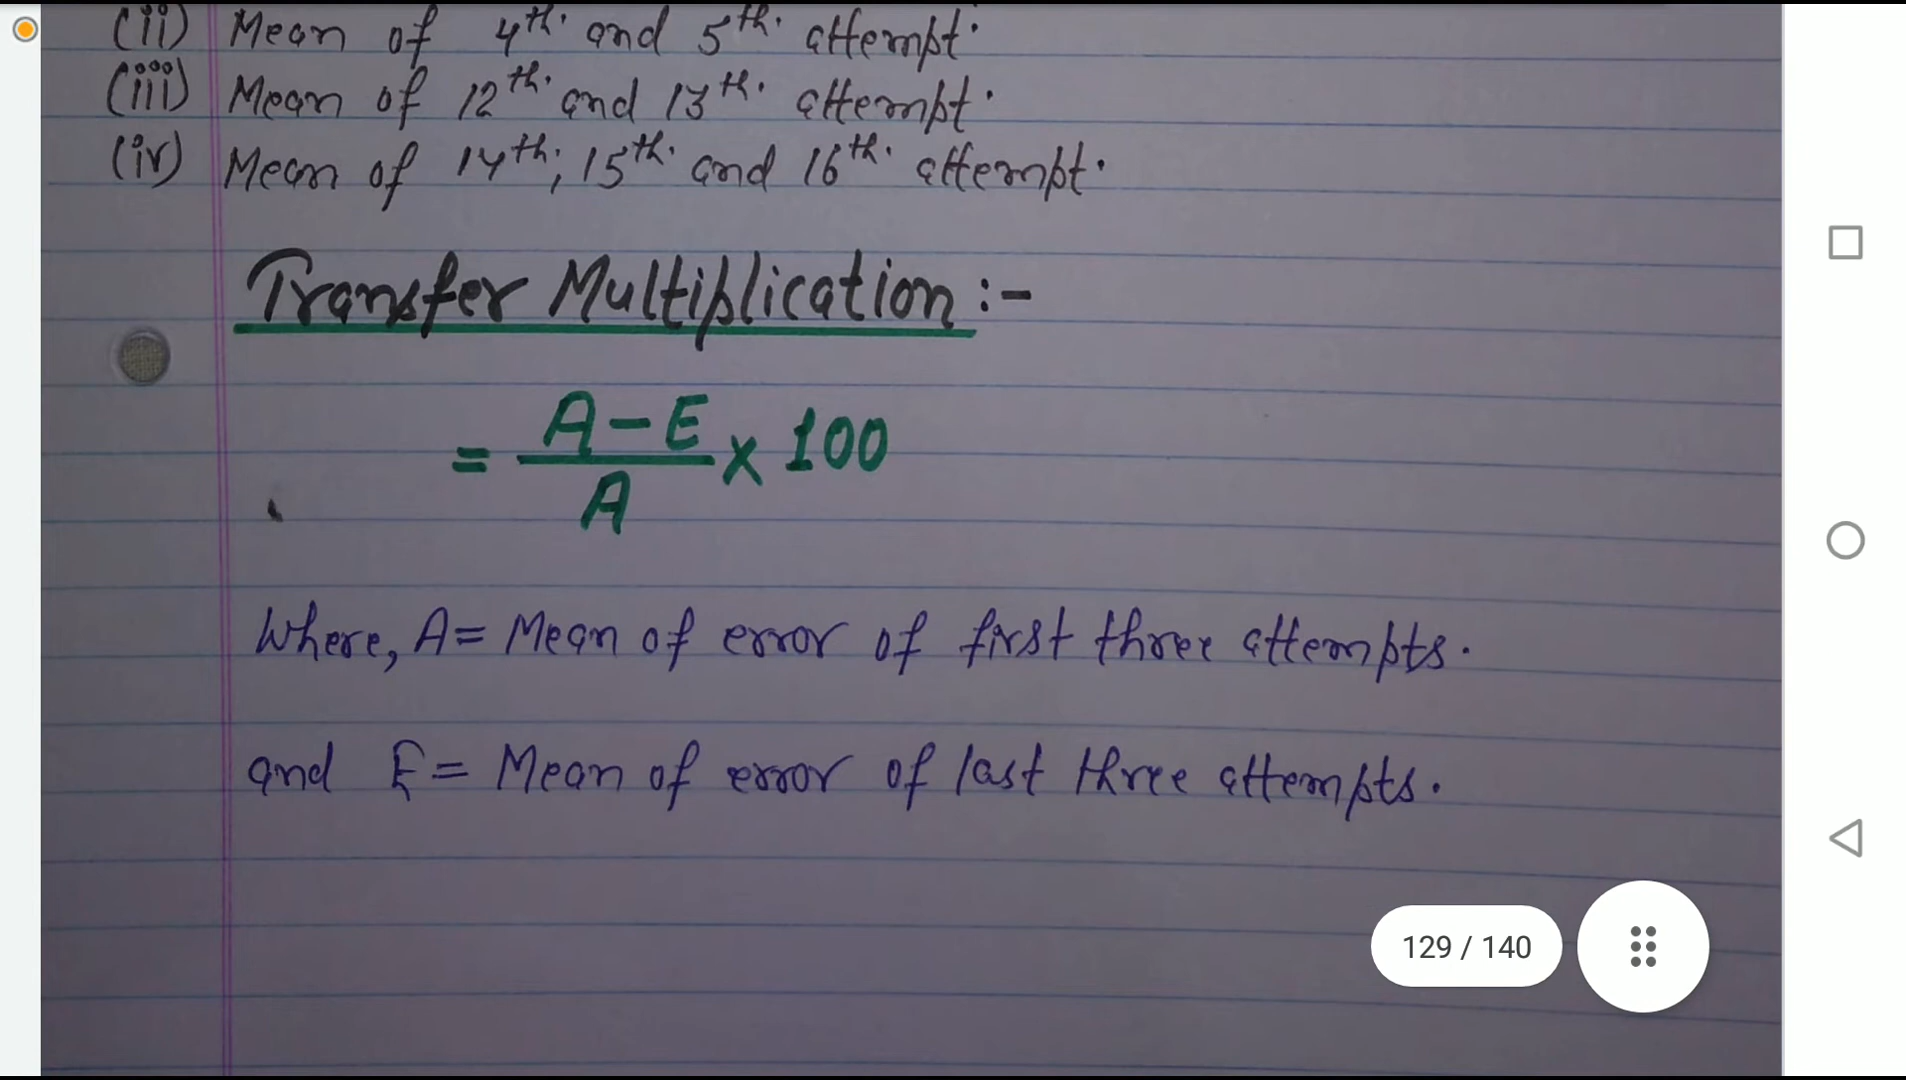 (ii) Mean of 4th. and 5th. attempt.
(iii) Mean of 12th. and 13th. attempt.
(iv) Mean of 14th., 15th. and 16th. attempt.
Transfer Multiplication :-
= A-E/A x 100
Where, A= Mean of error of first three attempts.
and E= Mean of error of last three attempts.
129 / 140